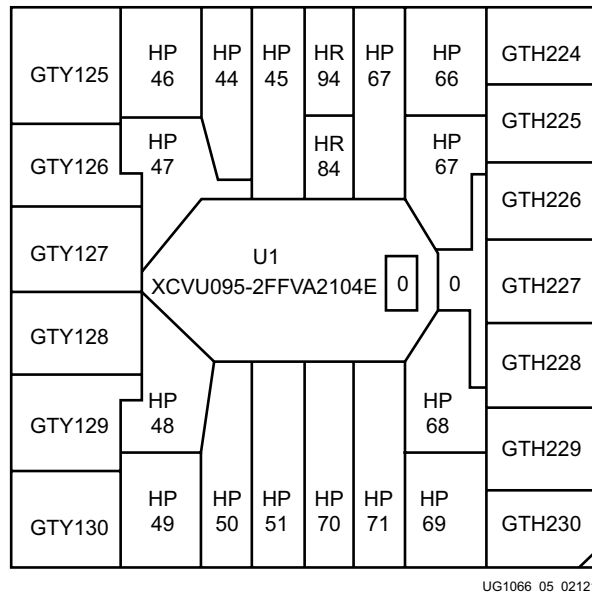 GTY125
HP
46
HP
44
HP
45
HR
94
HP
67
HP
66
GTH224
GTY126
HP
47
HR
84
HP
67
GTH225
GTH226
GTY127
U1
XCVU095-2FFVA2104E
0
0
GTH227
GTY128
GTH228
GTY129
HP
48
HP
68
GTH229
GTY130
HP
49
HP
50
HP
51
HP
70
HP
71
HP
69
GTH230
UG1066_05_0212